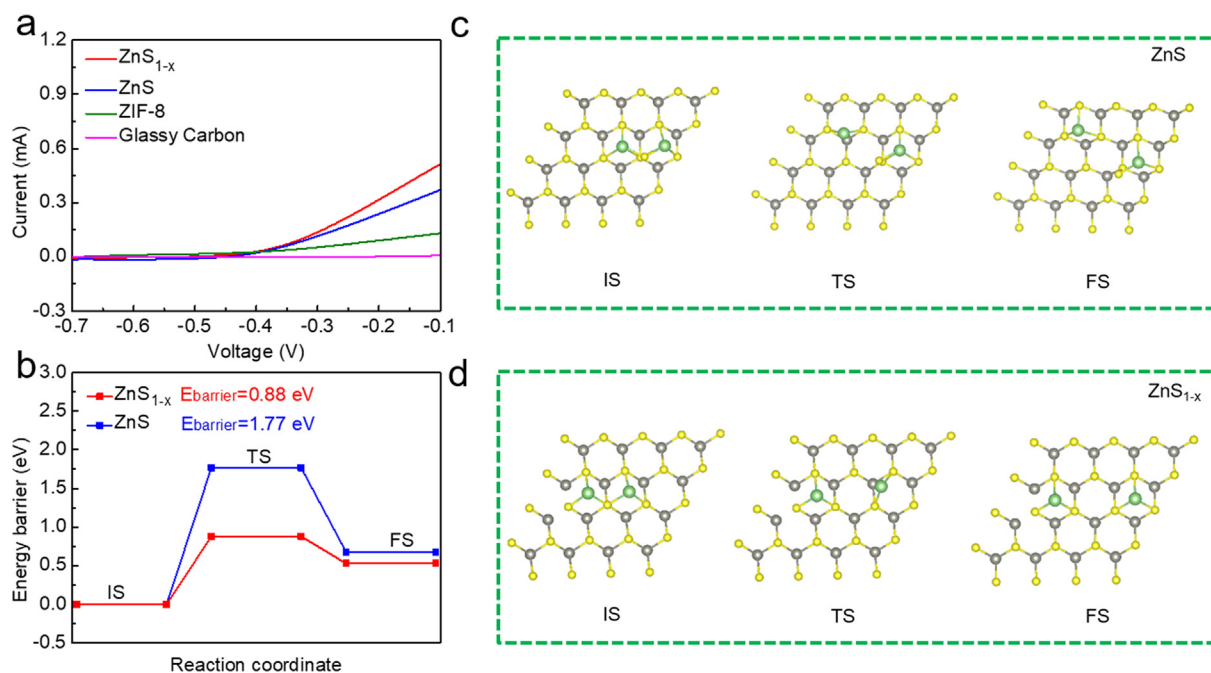 a
1.2
0.9
0.6
0.3
0.0
-0.3
Current (mA)
ZnS1-x
ZnS
ZIF-8
Glassy Carbon
-0.7 -0.6 -0.5 -0.4 -0.3 -0.2 -0.1
Voltage (V)
b
3.0
2.5
2.0
1.5
1.0
0.5
0.0
-0.5
Energy barrier (eV)
ZnS1-x Ebarrier=0.88 eV
ZnS Ebarrier=1.77 eV
TS
FS
IS
Reaction coordinate
c
ZnS
IS TS FS
d
ZnS1-x
IS TS FS